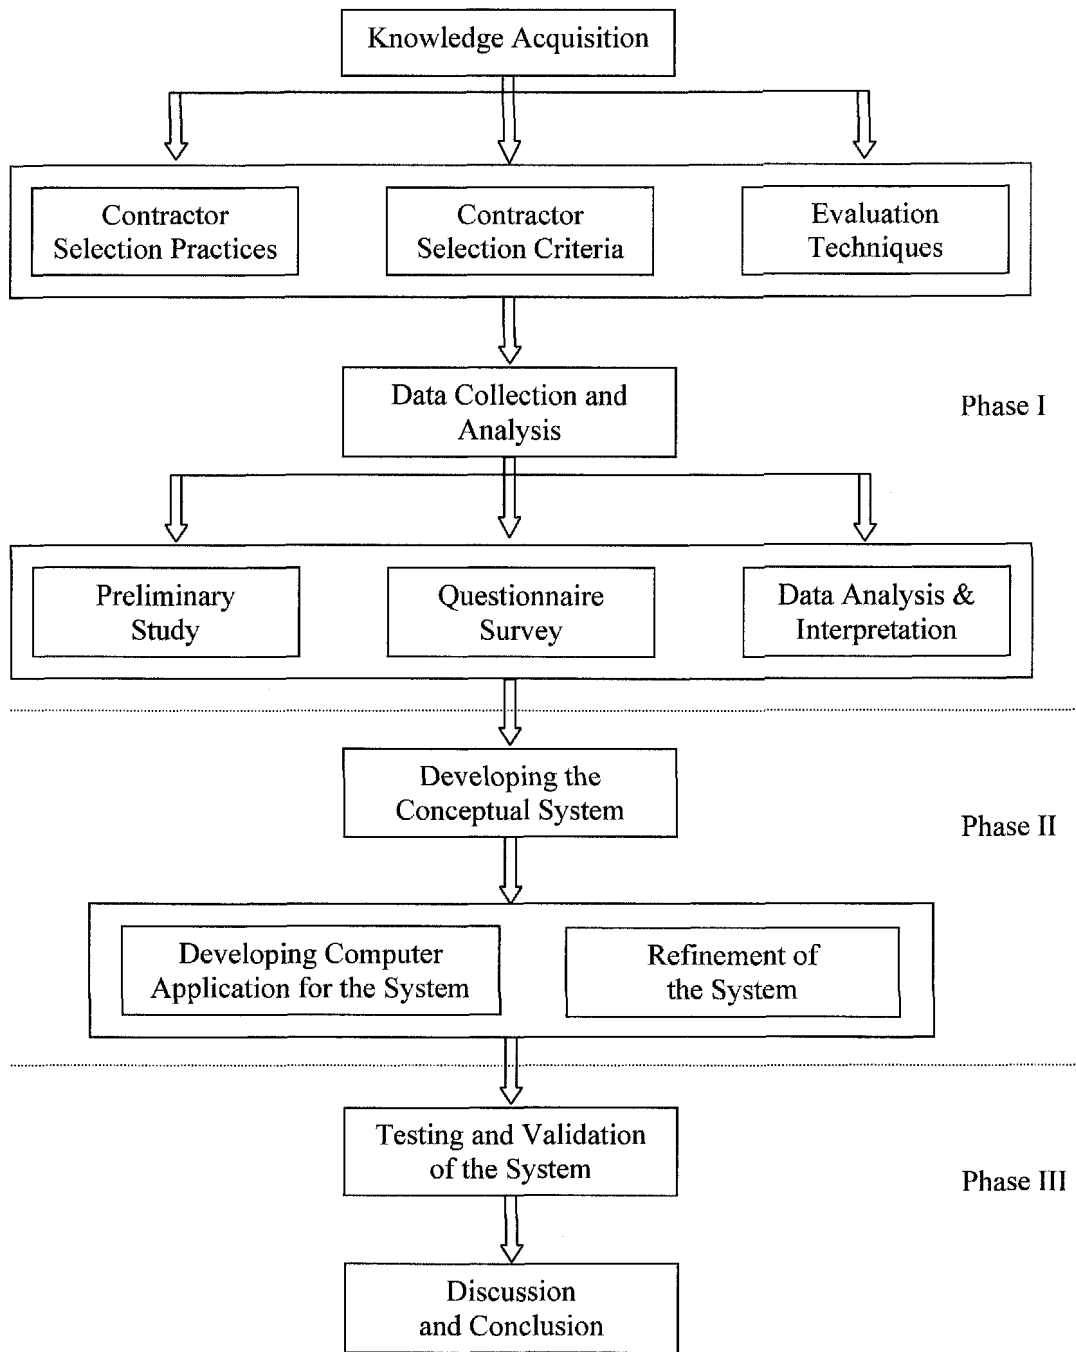 Knowledge Acquisition
Contractor
Selection Practices
Contractor
Selection Criteria
Evaluation
Techniques
Data Collection and
Analysis
Phase I
Preliminary
Study
Questionnaire
Survey
Data Analysis &
Interpretation
Developing the
Conceptual System
Phase II
Developing Computer
Application for the System
Refinement of
the System
Testing and Validation
of the System
Phase III
Discussion
and Conclusion